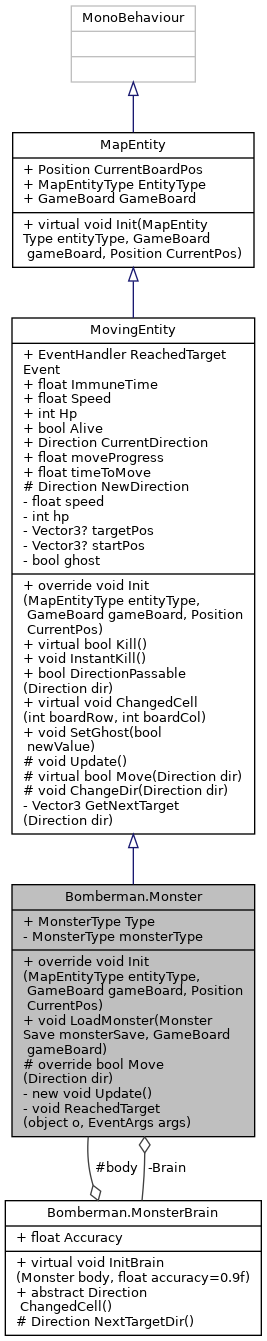 MonoBehaviour
MapEntity
+ Position CurrentBoardPos
+ MapEntityType EntityType
+ GameBoard GameBoard
+ virtual void Init(MapEntity
Type entityType, GameBoard
gameBoard, Position CurrentPos)
MovingEntity
+ EventHandler ReachedTarget
Event
+ float ImmuneTime
+ float Speed
+ int Hp
+ bool Alive
+ Direction CurrentDirection
+ float moveProgress
+ float timeToMove
# Direction NewDirection
- float speed
- int hp
- Vector3? targetPos
- Vector3? startPos
- bool ghost
+ override void Init
(MapEntityType entityType,
GameBoard gameBoard, Position
CurrentPos)
+ virtual bool Kill()
+ void InstantKill()
+ bool DirectionPassable
(Direction dir)
+ virtual void ChangedCell
(int boardRow, int boardCol)
+ void SetGhost(bool
newValue)
# void Update()
# virtual bool Move(Direction dir)
# void ChangeDir(Direction dir)
- Vector3 GetNextTarget
(Direction dir)
Bomberman.Monster
+ MonsterType Type
- MonsterType monsterType
+ override void Init
(MapEntityType entityType,
GameBoard gameBoard, Position
CurrentPos)
+ void LoadMonster(Monster
Save monsterSave, GameBoard
gameBoard)
# override bool Move
(Direction dir)
- new void Update()
- void ReachedTarget
(object o, EventArgs args)
#body
-Brain
Bomberman.MonsterBrain
+ float Accuracy
+ virtual void InitBrain
(Monster body, float accuracy=0.9f)
+ abstract Direction
ChangedCell()
# Direction NextTargetDir()